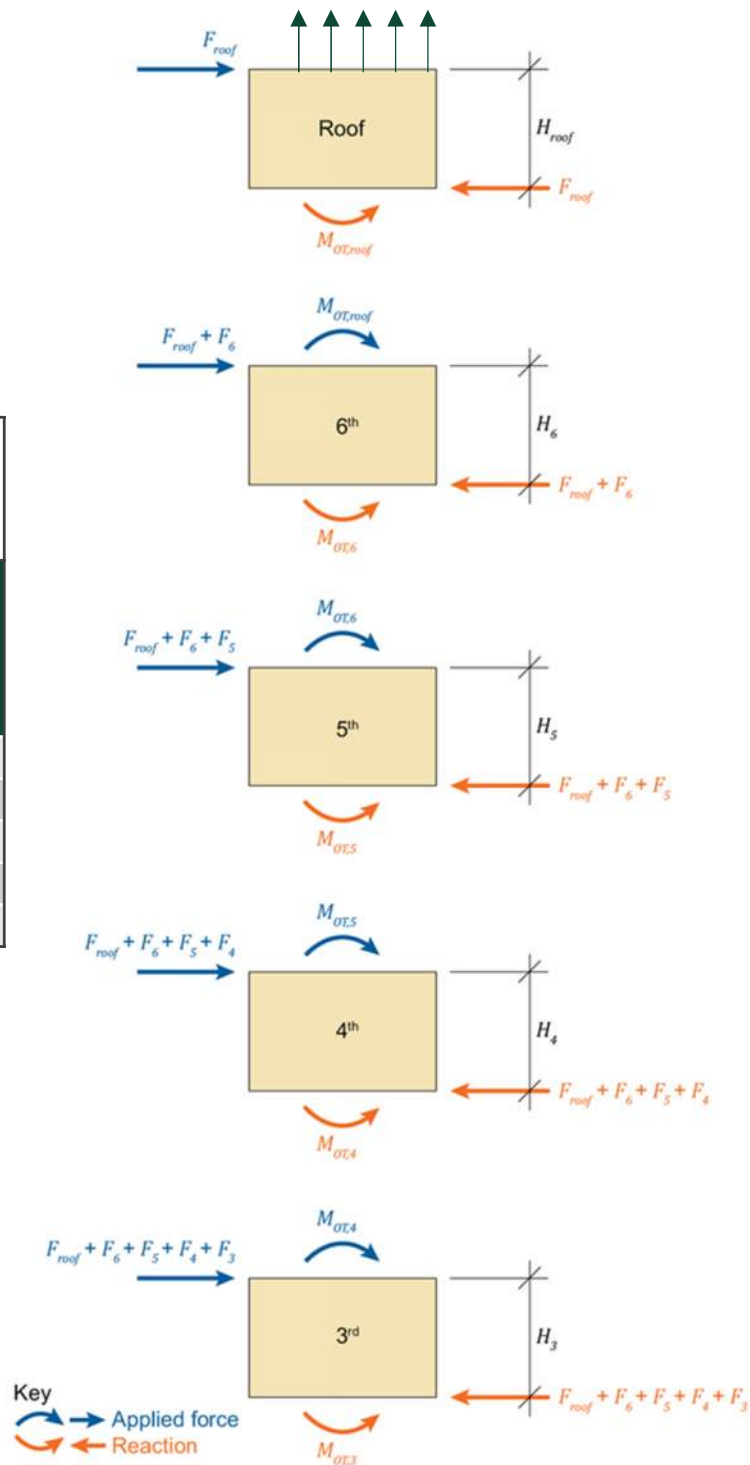 F_roof
Roof
H_roof
F_roof
M_OT,roof
M_OT,roof
F_roof + F_6
6th
H_6
F_roof + F_6
M_OT,6
M_OT,6
F_roof + F_6 + F_5
5th
H_5
F_roof + F_6 + F_5
M_OT,5
M_OT,5
F_roof + F_6 + F_5 + F_4
4th
H_4
F_roof + F_6 + F_5 + F_4
M_OT,4
M_OT,4
F_roof + F_6 + F_5 + F_4 + F_3
3rd
H_3
F_roof + F_6 + F_5 + F_4 + F_3
M_OT,3
Key
Applied force
Reaction